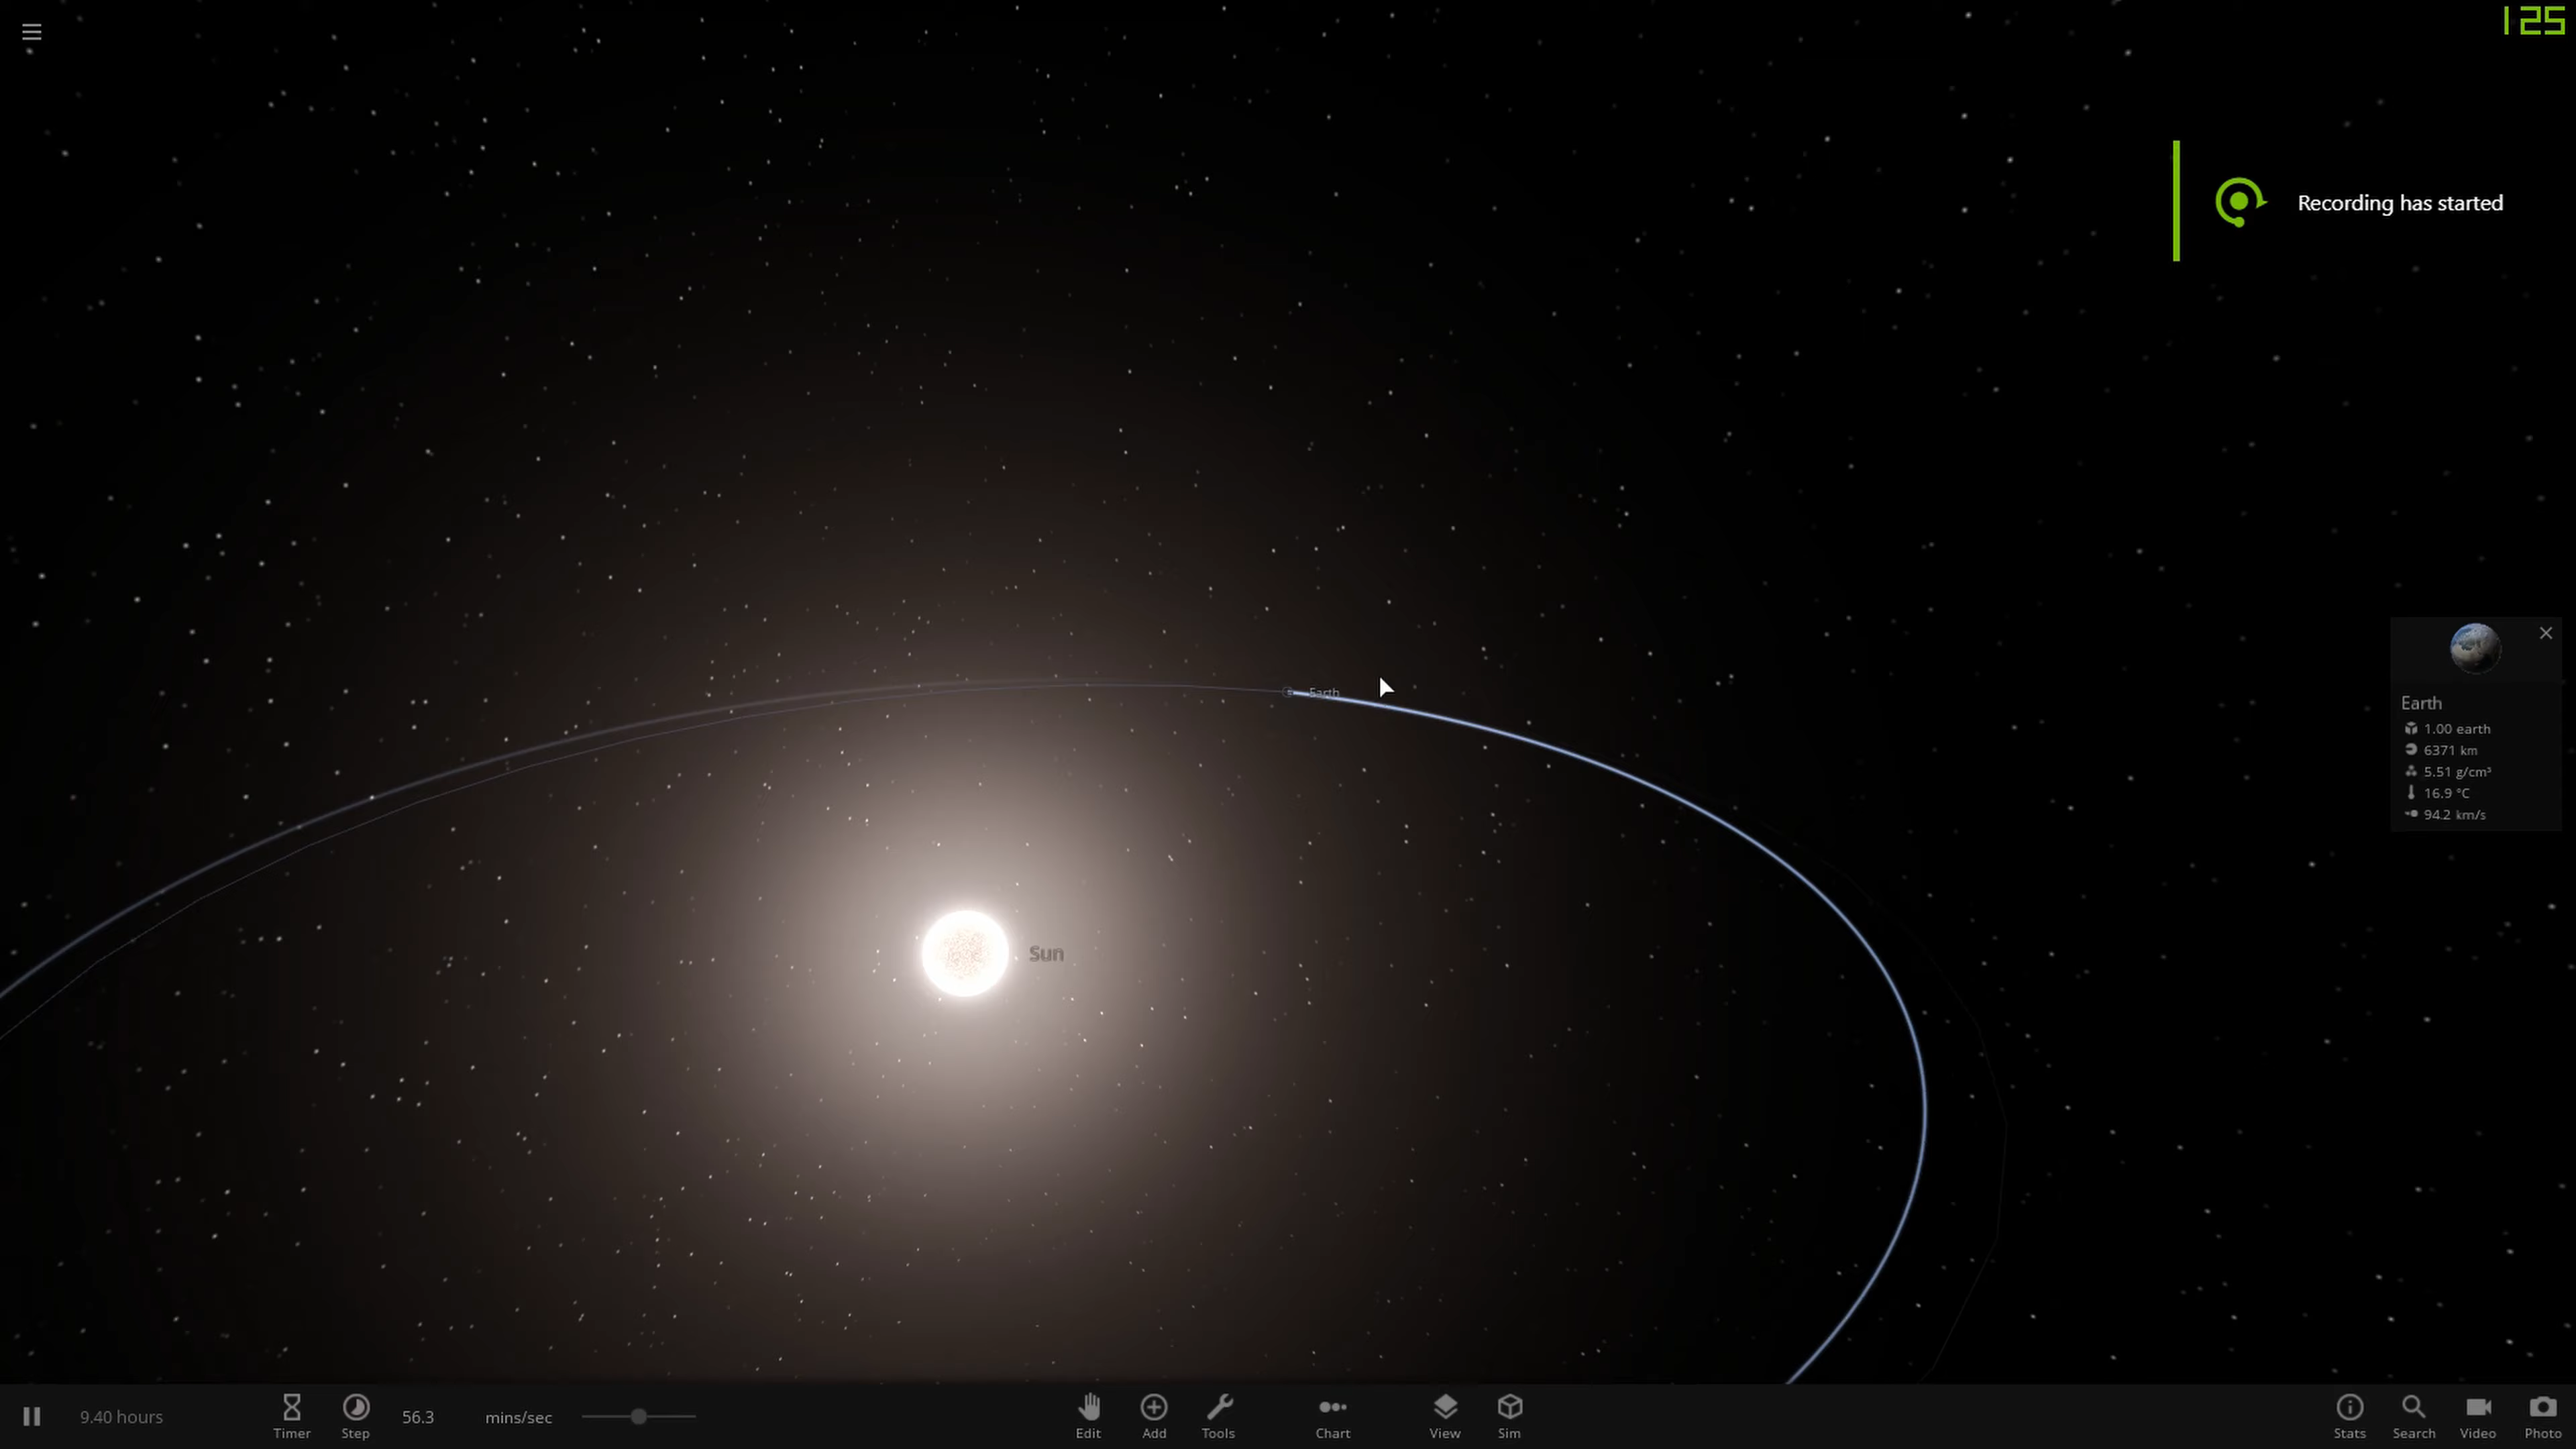 125
Recording has started
Earth
Sun
Earth
1.00 earth
6371 km
5.51 g/cm³
16.9 °C
94.2 km/s
9.40 hours
Timer
Step
56.3
mins/sec
Edit
Add
Tools
Chart
View
Sim
Stats
Search
Video
Photo